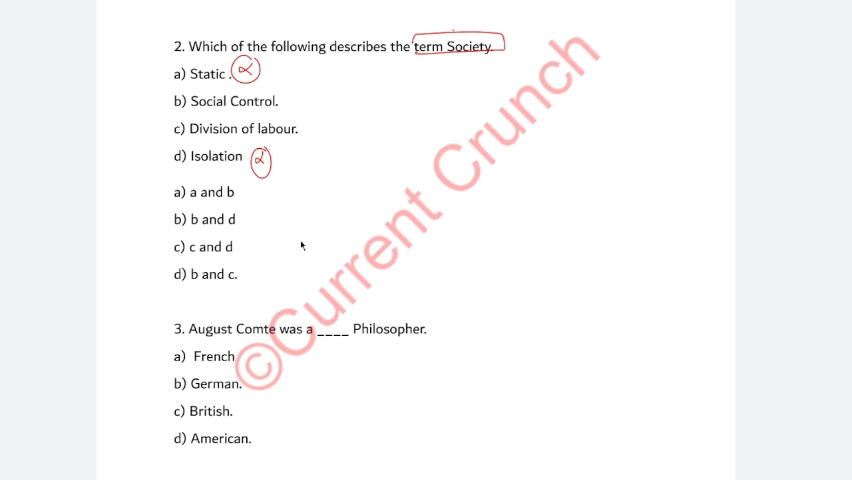 2. Which of the following describes the term Society.
a) Static .
b) Social Control.
c) Division of labour.
d) Isolation
a) a and b
b) b and d
c) c and d
d) b and c.
3. August Comte was a ____ Philosopher.
a) French
b) German.
c) British.
d) American.
©Current Crunch